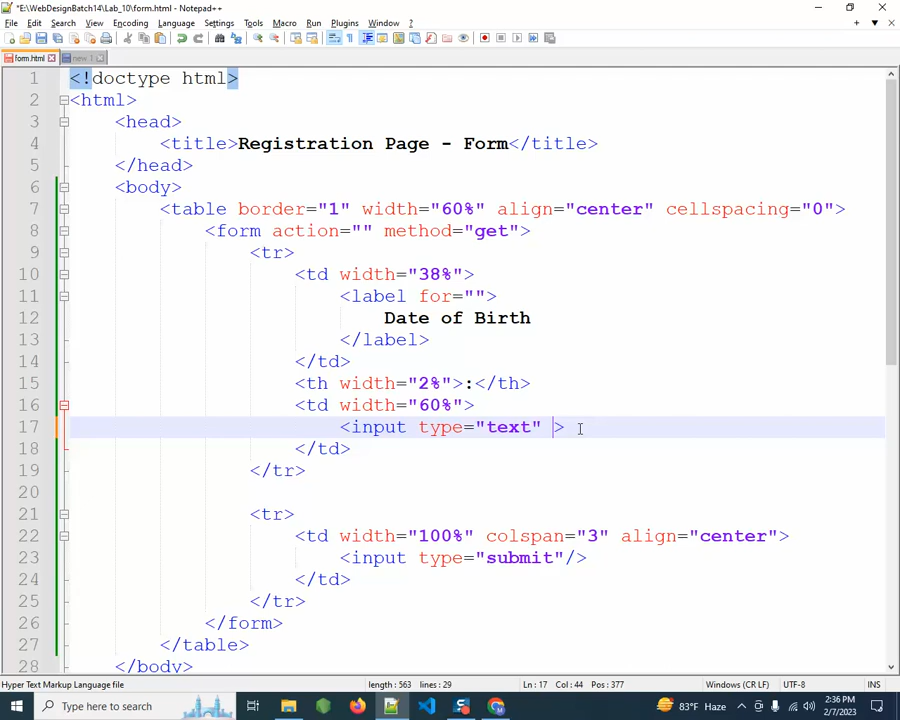 *E:\WebDesignBatch14\Lab_10\form.html - Notepad++
File Edit Search View Encoding Language Settings Tools Macro Run Plugins Window ?
form.html new 1
1 <!doctype html>
2 <html>
3 <head>
4 <title>Registration Page - Form</title>
5 </head>
6 <body>
7 <table border="1" width="60%" align="center" cellspacing="0">
8 <form action="" method="get">
9 <tr>
10 <td width="38%">
11 <label for="">
12 Date of Birth
13 </label>
14 </td>
15 <th width="2%">:</th>
16 <td width="60%">
17 <input type="text" >
18 </td>
19 </tr>
20
21 <tr>
22 <td width="100%" colspan="3" align="center">
23 <input type="submit"/>
24 </td>
25 </tr>
26 </form>
27 </table>
28 </body>
Hyper Text Markup Language file length : 563 lines : 29 Ln : 17 Col : 44 Pos : 377 Windows (CR LF) UTF-8 INS
Type here to search 83°F Haze 2:36 PM
2/7/2023